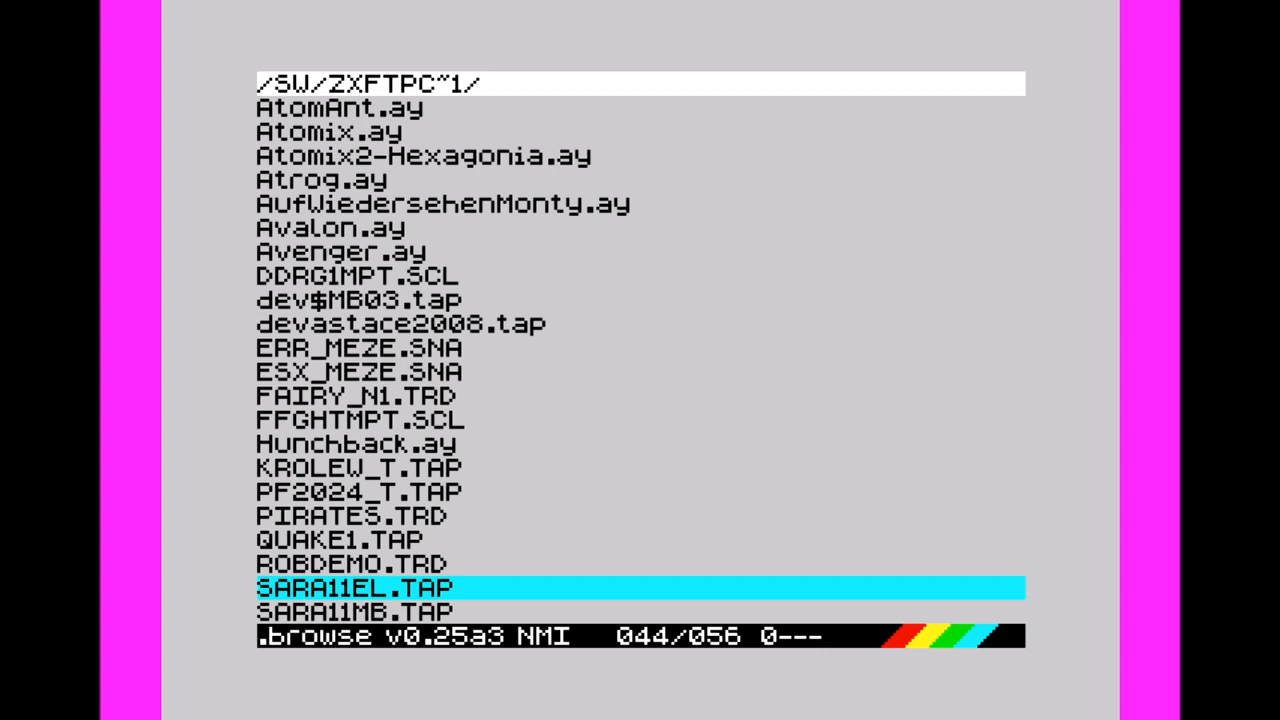 /SW/ZXFTPC~1/
AtomAnt.ay
Atomix.ay
Atomix2-Hexagonia.ay
Atrog.ay
AufWiedersehenMonty.ay
Avalon.ay
Avenger.ay
DDRG1MPT.SCL
dev$MB03.tap
devastace2008.tap
ERR_MEZE.SNA
ESX_MEZE.SNA
FAIRY_N1.TRD
FFGHTMPT.SCL
Hunchback.ay
KROLEW_T.TAP
PF2024_T.TAP
PIRATES.TRD
QUAKE1.TAP
ROBDEMO.TRD
SARA11EL.TAP
SARA11MB.TAP
.browse v0.25a3 NMI 044/056 0---